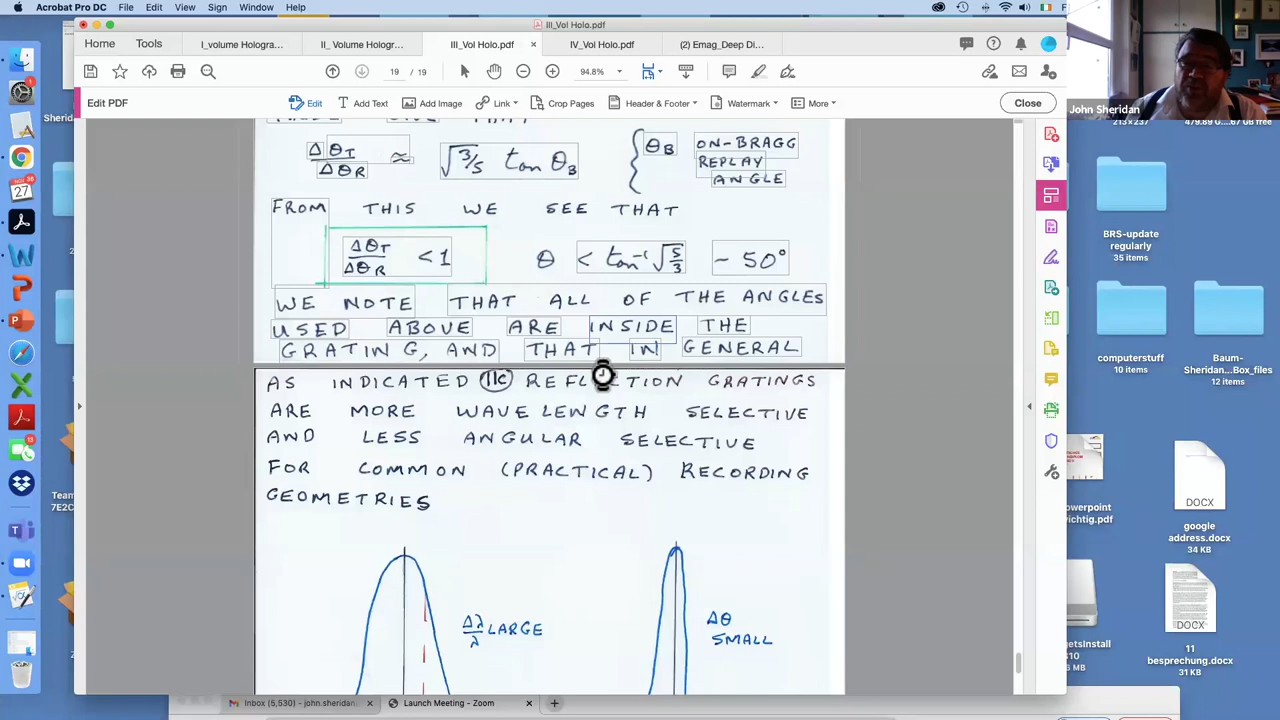 Acrobat Pro DC File Edit View Sign Window Help
III_Vol Holo.pdf
Home Tools I_volume Hologra... II_ Volume Hologr... III_Vol Holo.pdf IV_Vol Holo.pdf (2) Emag_Deep Di...
19 / 19 94.8%
Edit PDF Edit Add Text Add Image Link Crop Pages Header & Footer Watermark More Close
John Sheridan
ΔθT/ΔθR ≈ √3/5 tan θB { θB ON-BRAGG
REPLAY
ANGLE
FROM THIS WE SEE THAT
ΔθT/ΔθR < 1 θ < tan⁻¹ √5/3 ~ 50°
WE NOTE THAT ALL OF THE ANGLES
USED ABOVE ARE INSIDE THE
GRATING, AND THAT IN GENERAL
AS INDICATED IIc REFLECTION GRATINGS
ARE MORE WAVELENGTH SELECTIVE
AND LESS ANGULAR SELECTIVE
FOR COMMON (PRACTICAL) RECORDING
GEOMETRIES
Δλ/λ LARGE
Δθ
SMALL
213×237
BRS-update
regularly
35 items
computerstuff
10 items
Baum-
Sheridan...
Box_files
12 items
DOCX
google
address.docx
34 KB
DOCX
11
besprechung.docx
31 KB
27
Inbox (5,530) - john.sheridan... Launch Meeting - Zoom